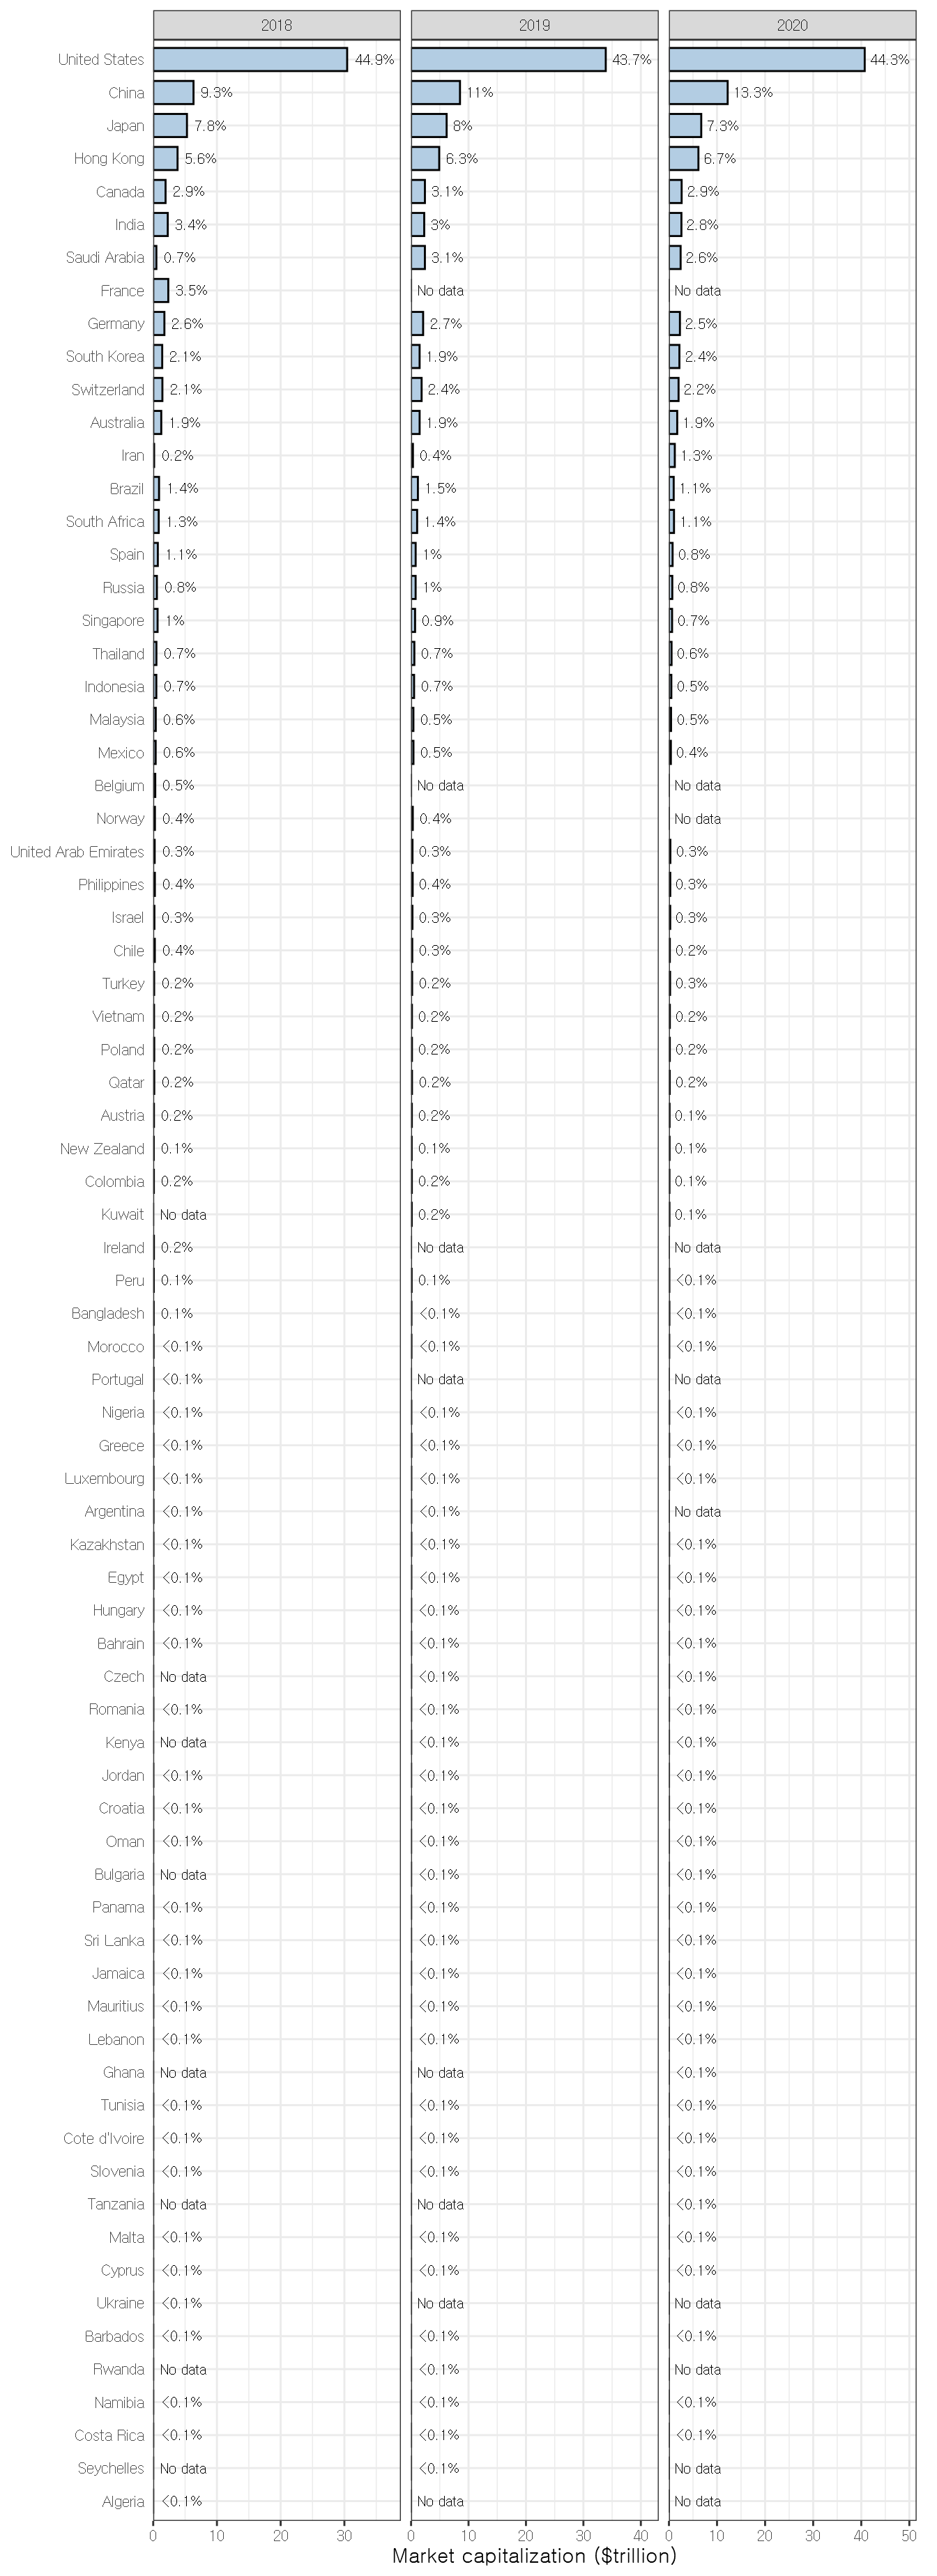 2018 2019 2020
United States 44.9% 43.7% 44.3%
China 9.3% 11% 13.3%
Japan 7.8% 8% 7.3%
Hong Kong 5.6% 6.3% 6.7%
Canada 2.9% 3.1% 2.9%
India 3.4% 3% 2.8%
Saudi Arabia 0.7% 3.1% 2.6%
France 3.5% No data No data
Germany 2.6% 2.7% 2.5%
South Korea 2.1% 1.9% 2.4%
Switzerland 2.1% 2.4% 2.2%
Australia 1.9% 1.9% 1.9%
Iran 0.2% 0.4% 1.3%
Brazil 1.4% 1.5% 1.1%
South Africa 1.3% 1.4% 1.1%
Spain 1.1% 1% 0.8%
Russia 0.8% 1% 0.8%
Singapore 1% 0.9% 0.7%
Thailand 0.7% 0.7% 0.6%
Indonesia 0.7% 0.7% 0.5%
Malaysia 0.6% 0.5% 0.5%
Mexico 0.6% 0.5% 0.4%
Belgium 0.5% No data No data
Norway 0.4% 0.4% No data
United Arab Emirates 0.3% 0.3% 0.3%
Philippines 0.4% 0.4% 0.3%
Israel 0.3% 0.3% 0.3%
Chile 0.4% 0.3% 0.2%
Turkey 0.2% 0.2% 0.3%
Vietnam 0.2% 0.2% 0.2%
Poland 0.2% 0.2% 0.2%
Qatar 0.2% 0.2% 0.2%
Austria 0.2% 0.2% 0.1%
New Zealand 0.1% 0.1% 0.1%
Colombia 0.2% 0.2% 0.1%
Kuwait No data 0.2% 0.1%
Ireland 0.2% No data No data
Peru 0.1% 0.1% <0.1%
Bangladesh 0.1% <0.1% <0.1%
Morocco <0.1% <0.1% <0.1%
Portugal <0.1% No data No data
Nigeria <0.1% <0.1% <0.1%
Greece <0.1% <0.1% <0.1%
Luxembourg <0.1% <0.1% <0.1%
Argentina <0.1% <0.1% No data
Kazakhstan <0.1% <0.1% <0.1%
Egypt <0.1% <0.1% <0.1%
Hungary <0.1% <0.1% <0.1%
Bahrain <0.1% <0.1% <0.1%
Czech No data <0.1% <0.1%
Romania <0.1% <0.1% <0.1%
Kenya No data <0.1% <0.1%
Jordan <0.1% <0.1% <0.1%
Croatia <0.1% <0.1% <0.1%
Oman <0.1% <0.1% <0.1%
Bulgaria No data <0.1% <0.1%
Panama <0.1% <0.1% <0.1%
Sri Lanka <0.1% <0.1% <0.1%
Jamaica <0.1% <0.1% <0.1%
Mauritius <0.1% <0.1% <0.1%
Lebanon <0.1% <0.1% <0.1%
Ghana No data No data <0.1%
Tunisia <0.1% <0.1% <0.1%
Cote d'Ivoire <0.1% <0.1% <0.1%
Slovenia <0.1% <0.1% <0.1%
Tanzania No data No data <0.1%
Malta <0.1% <0.1% <0.1%
Cyprus <0.1% <0.1% <0.1%
Ukraine <0.1% No data No data
Barbados <0.1% <0.1% <0.1%
Rwanda No data <0.1% No data
Namibia <0.1% <0.1% <0.1%
Costa Rica <0.1% <0.1% <0.1%
Seychelles No data <0.1% No data
Algeria <0.1% No data No data
0 10 20 30 0 10 20 30 40 0 10 20 30 40 50
Market capitalization ($trillion)